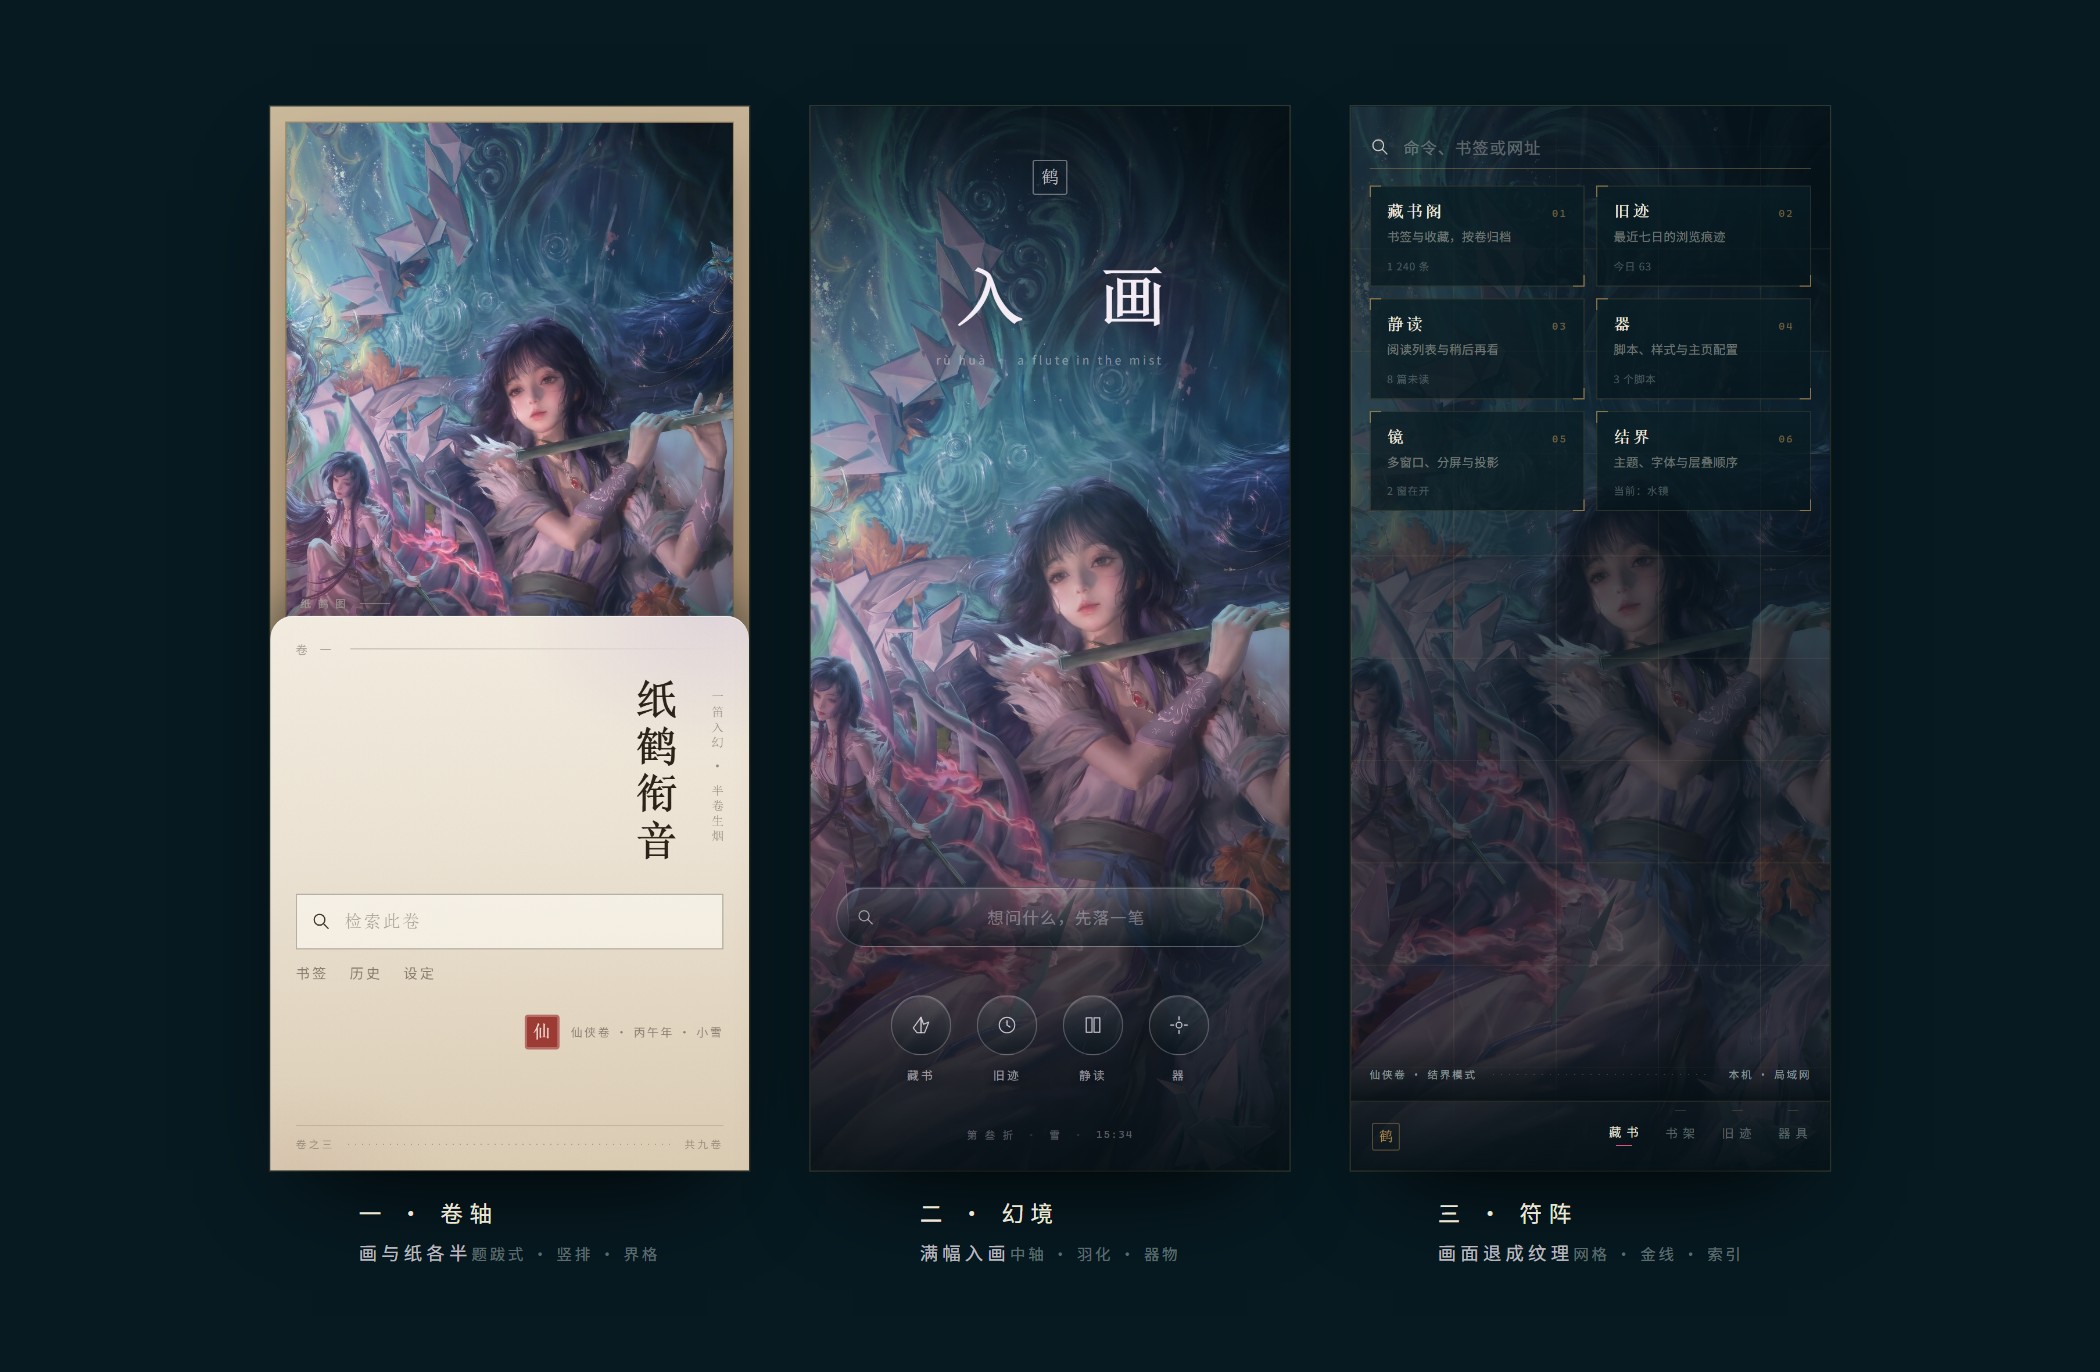 纸鹤图
卷 一
纸鹤衔音
一笛入幻 · 半卷生烟
检索此卷
书签 历史 设定
仙 仙侠卷 · 丙午年 · 小雪
卷之三 共九卷
一 · 卷轴
画与纸各半题跋式 · 竖排 · 界格
鹤
入 画
rù huà · a flute in the mist
想问什么，先落一笔
藏书 旧迹 静读 器
第叁折 · 雪 · 15:34
二 · 幻境
满幅入画中轴 · 羽化 · 器物
命令、书签或网址
藏书阁 01
书签与收藏，按卷归档
1 240 条
旧迹 02
最近七日的浏览痕迹
今日 63
静读 03
阅读列表与稍后再看
8 篇未读
器 04
脚本、样式与主页配置
3 个脚本
镜 05
多窗口、分屏与投影
2 窗在开
结界 06
主题、字体与层叠顺序
当前：水镜
仙侠卷 · 结界模式 本机 · 局域网
鹤 藏书 书架 旧迹 器具
三 · 符阵
画面退成纹理网格 · 金线 · 索引